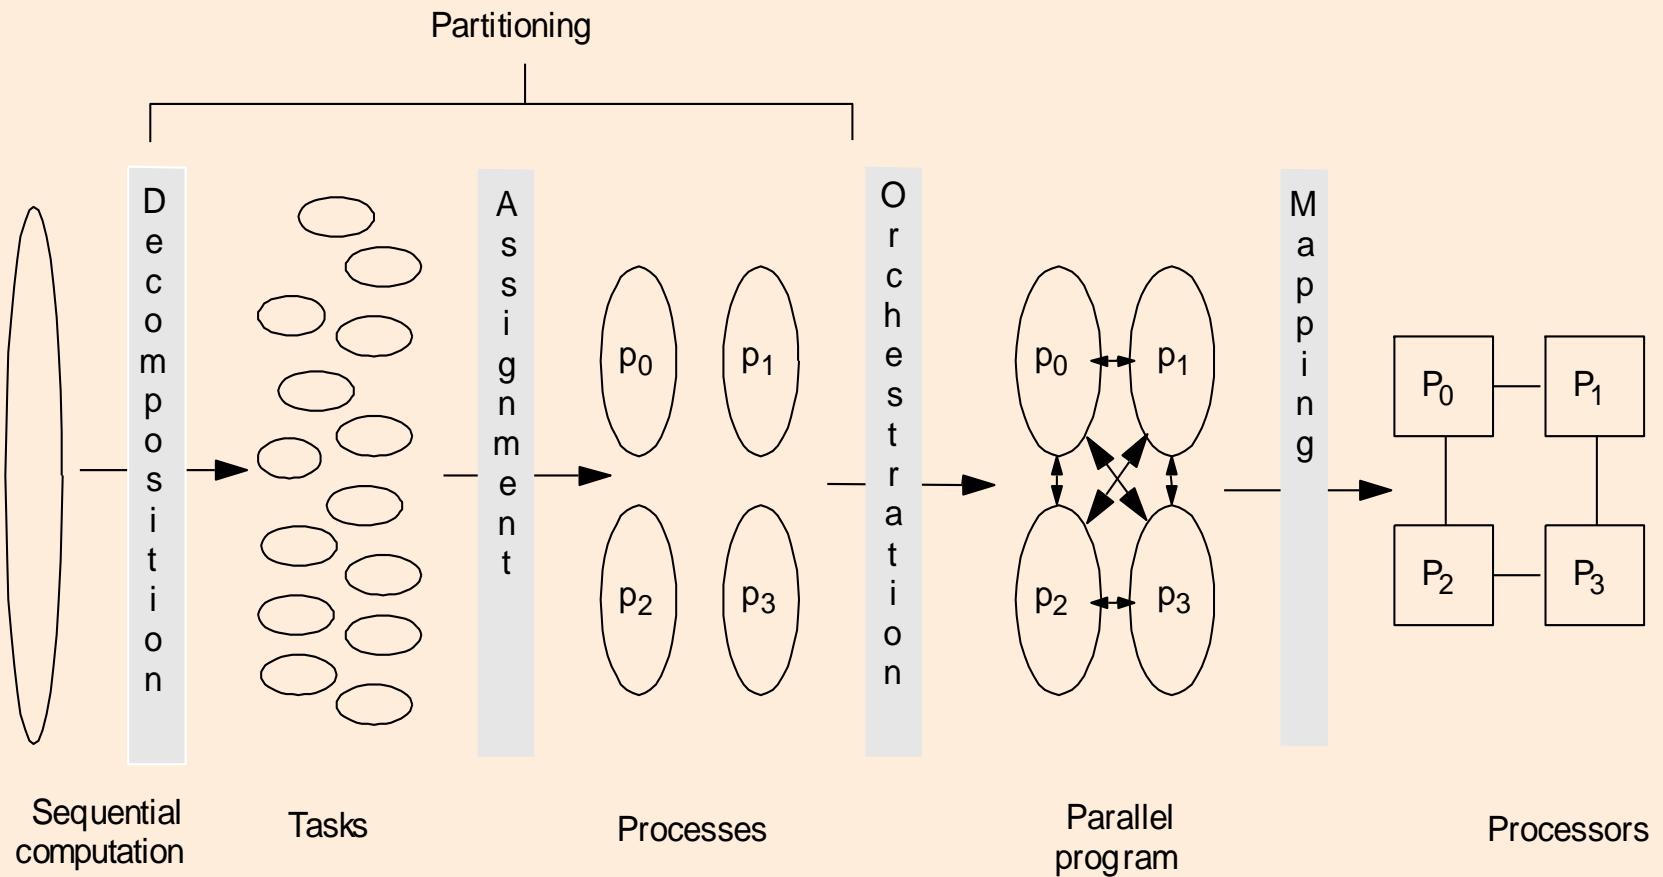 Partitioning
Decomposition
Assignment
Orchestration
Mapping
p0 p1
p2 p3
p0 p1
p2 p3
P0 P1
P2 P3
Sequential
computation
Tasks
Processes
Parallel
program
Processors